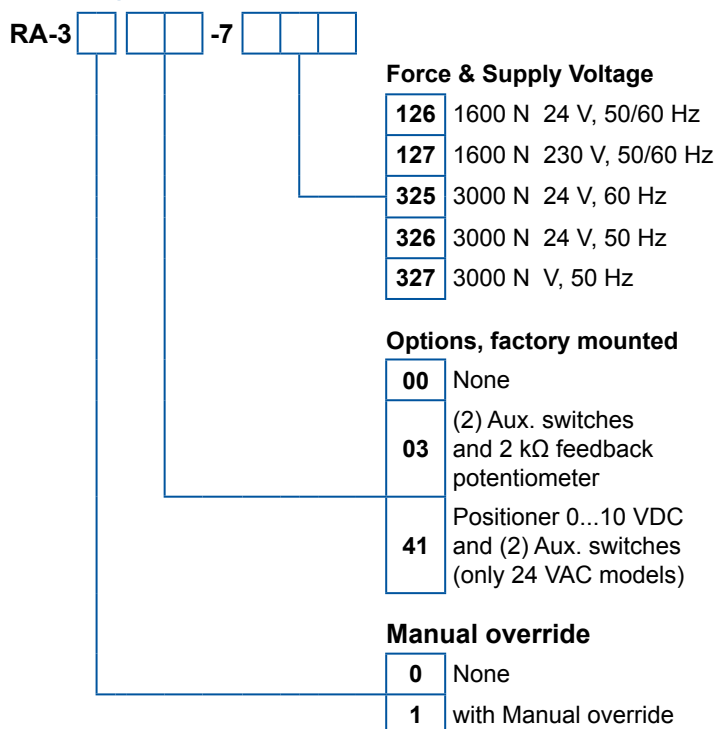 RA-3 -7
Force & Supply Voltage
126 1600 N 24 V, 50/60 Hz
127 1600 N 230 V, 50/60 Hz
325 3000 N 24 V, 60 Hz
326 3000 N 24 V, 50 Hz
327 3000 N V, 50 Hz
Options, factory mounted
00 None
(2) Aux. switches
03 and 2 kΩ feedback
potentiometer
Positioner 0...10 VDC
41 and (2) Aux. switches
(only 24 VAC models)
Manual override
0 None
1 with Manual override